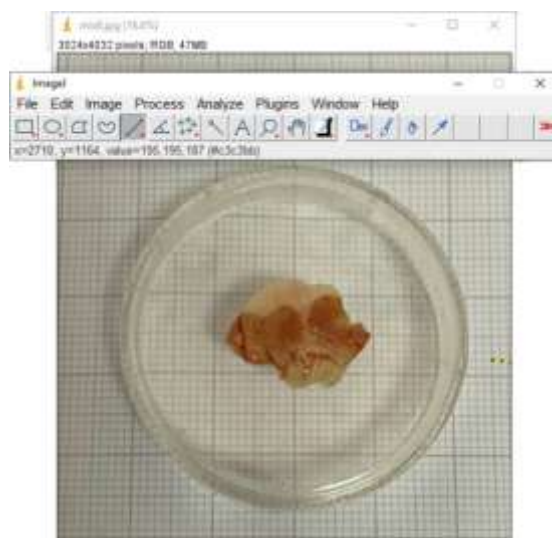 3024x4032 pixels; RGB; 47MB
ImageJ
File Edit Image Process Analyze Plugins Window Help
x=2710, y=1164, value=195,195,187 (#c3c3bb)